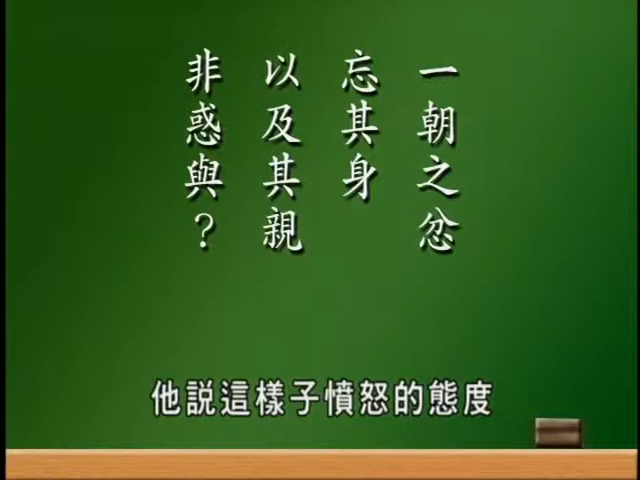 一朝之忿
忘其身
以及其親
非惑與？
他說這樣子憤怒的態度